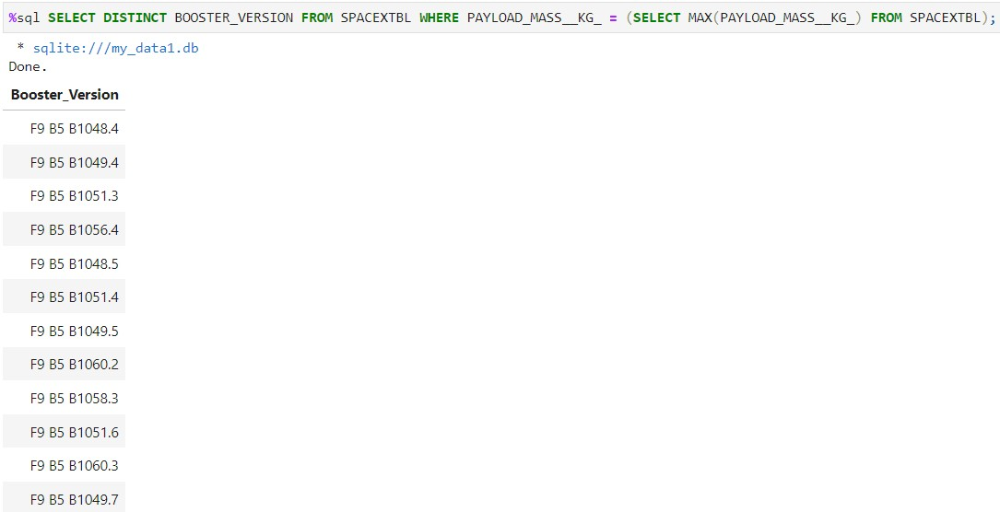 %sql SELECT DISTINCT BOOSTER_VERSION FROM SPACEXTBL WHERE PAYLOAD_MASS__KG_ = (SELECT MAX(PAYLOAD_MASS__KG_) FROM SPACEXTBL);
* sqlite:///my_data1.db
Done.
Booster_Version
F9 B5 B1048.4
F9 B5 B1049.4
F9 B5 B1051.3
F9 B5 B1056.4
F9 B5 B1048.5
F9 B5 B1051.4
F9 B5 B1049.5
F9 B5 B1060.2
F9 B5 B1058.3
F9 B5 B1051.6
F9 B5 B1060.3
F9 B5 B1049.7